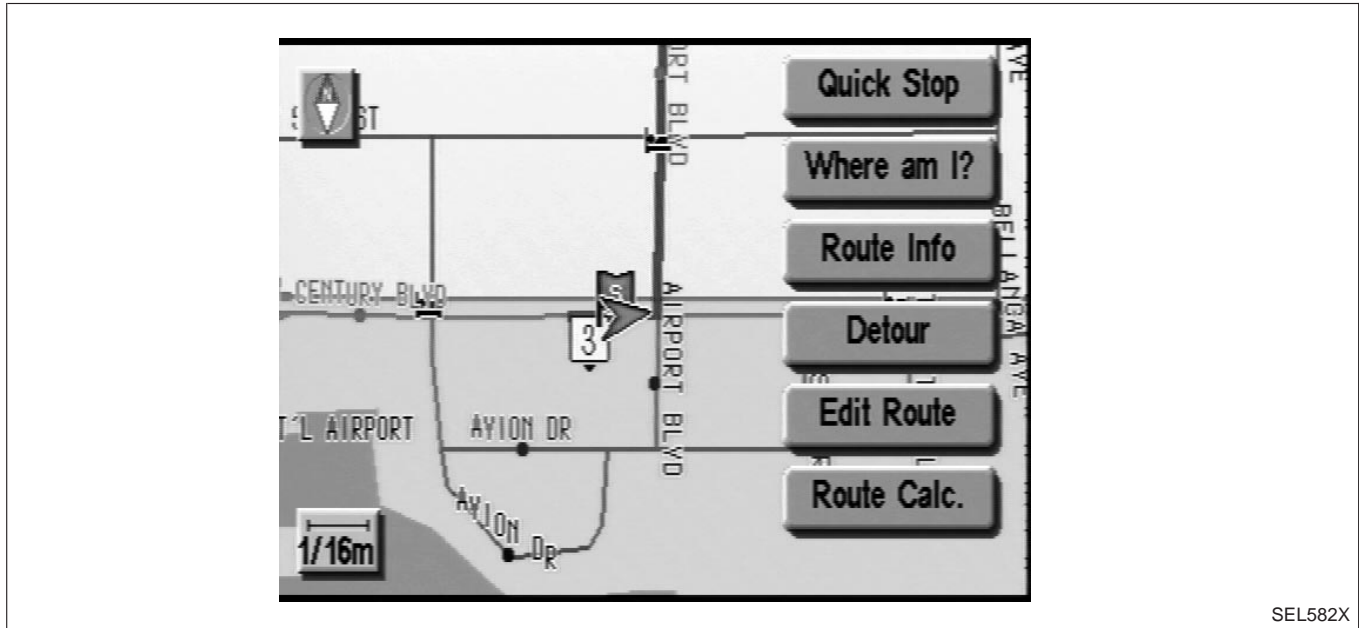 Quick Stop
Where am I?
Route Info
Detour
Edit Route
Route Calc.
N
ST
ORT BLVD
AVE
CENTURY BLVD
S
3
AIRPORT BLVD
BELLANCA AVE
T'L AIRPORT
AVION DR
AVION DR
1/16m
SEL582X